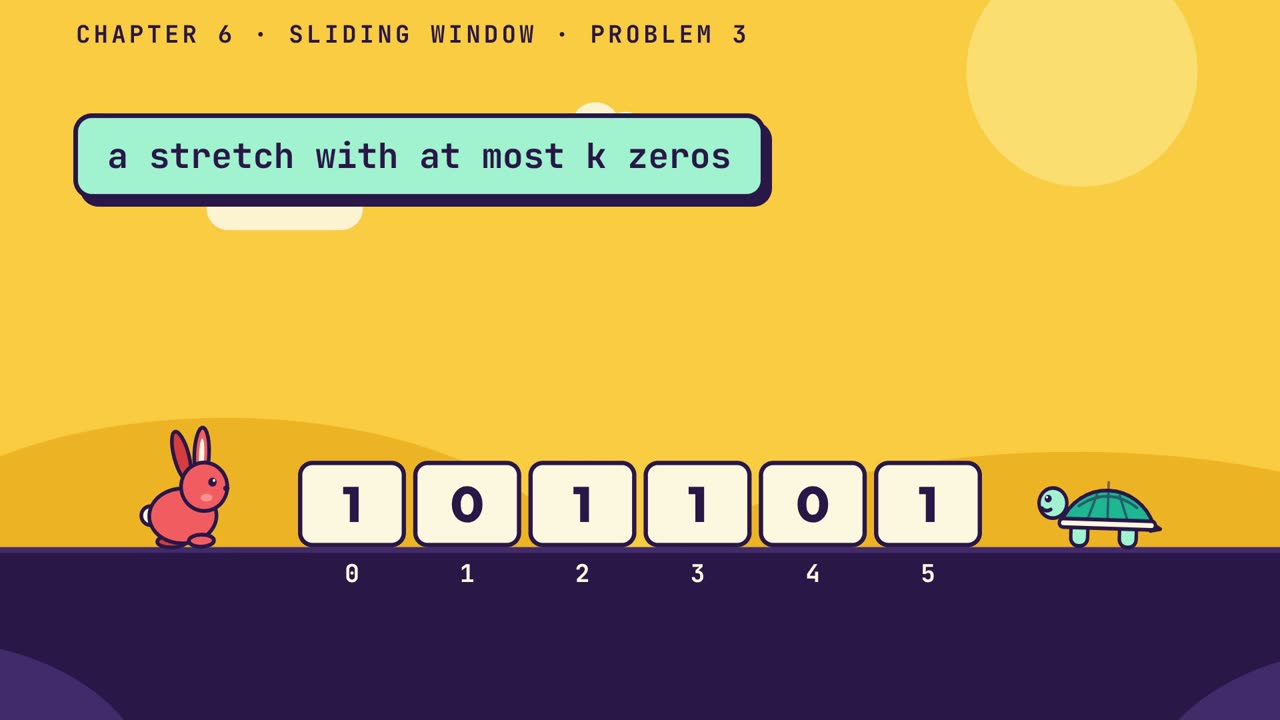 CHAPTER 6 · SLIDING WINDOW · PROBLEM 3
a stretch with at most k zeros
1 0 1 1 0 1
0 1 2 3 4 5